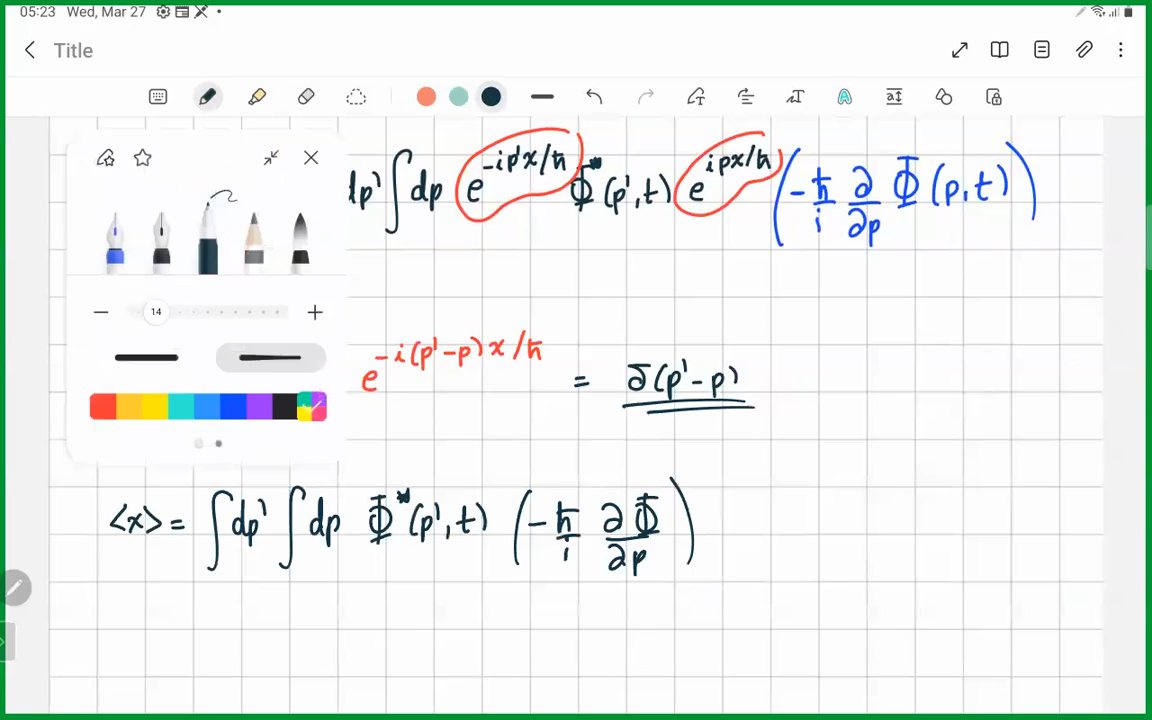 05:23 Wed, Mar 27
Title
dp' ∫ dp e^{-ip'x/ħ} Φ*(p', t) e^{ipx/ħ} (-ħ/i ∂/∂p Φ(p, t))
14
e^{-i(p'-p)x/ħ} = δ(p'-p)
<x> = ∫ dp' ∫ dp Φ*(p', t) (-ħ/i ∂Φ/∂p)